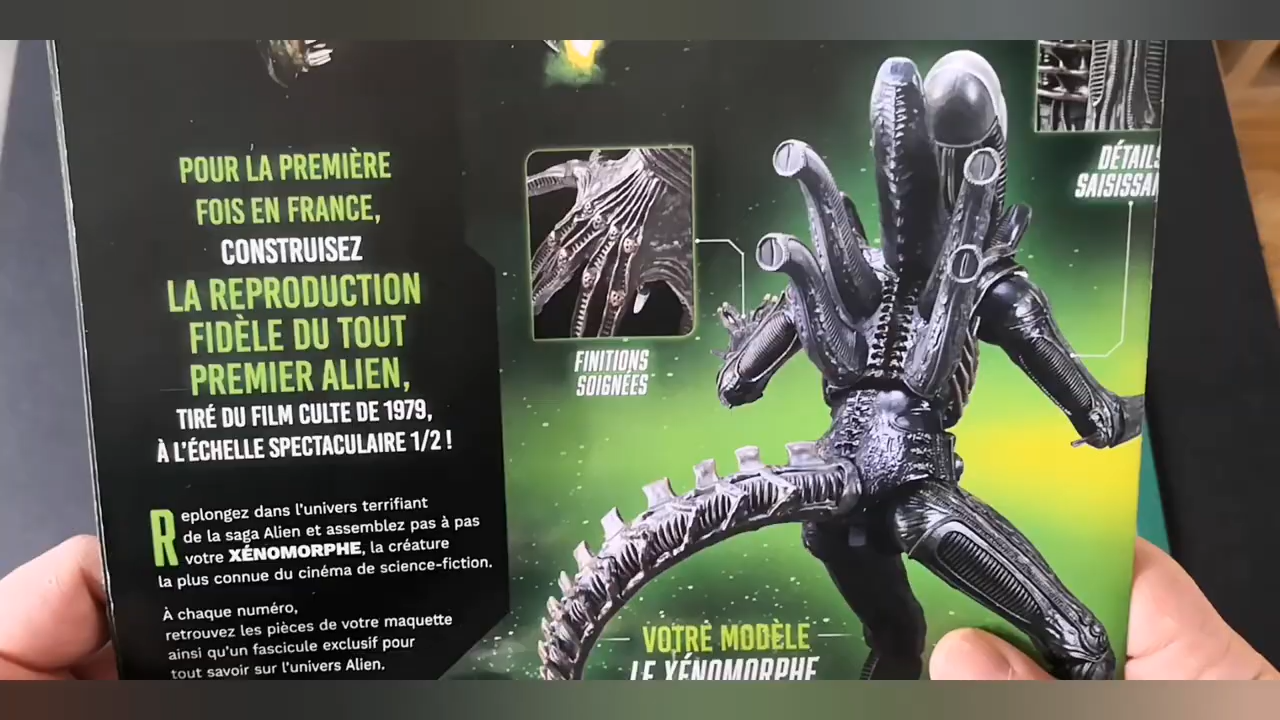 POUR LA PREMIÈRE
FOIS EN FRANCE,
CONSTRUISEZ
LA REPRODUCTION
FIDÈLE DU TOUT
PREMIER ALIEN,
TIRÉ DU FILM CULTE DE 1979,
À L'ÉCHELLE SPECTACULAIRE 1/2 !
Replongez dans l'univers terrifiant
de la saga Alien et assemblez pas à pas
votre XÉNOMORPHE, la créature
la plus connue du cinéma de science-fiction.
À chaque numéro,
retrouvez les pièces de votre maquette
ainsi qu'un fascicule exclusif pour
tout savoir sur l'univers Alien.
FINITIONS
SOIGNÉES
DÉTAILS
VOTRE MODÈLE
LE XÉNOMORPHE